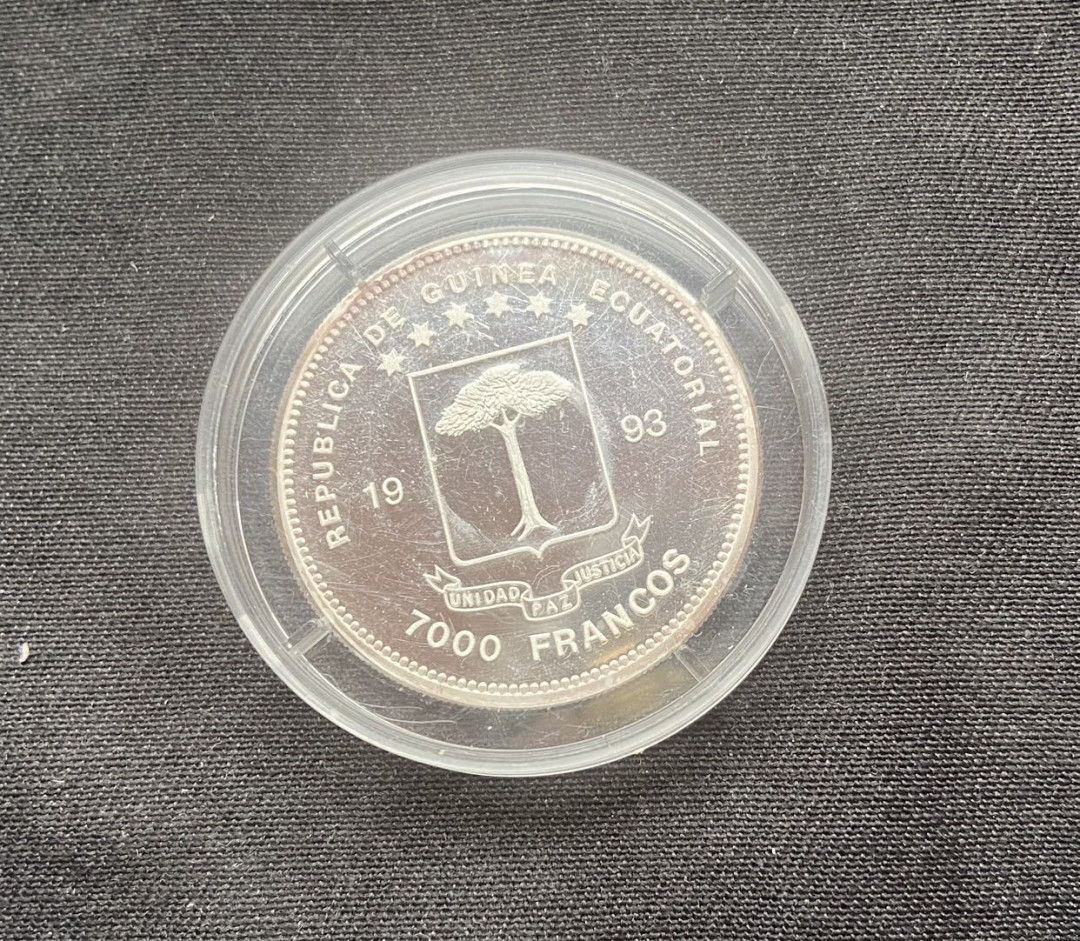 REPUBLICA DE GUINEA ECUATORIAL
19 93
UNIDAD PAZ JUSTICIA
7000 FRANCOS